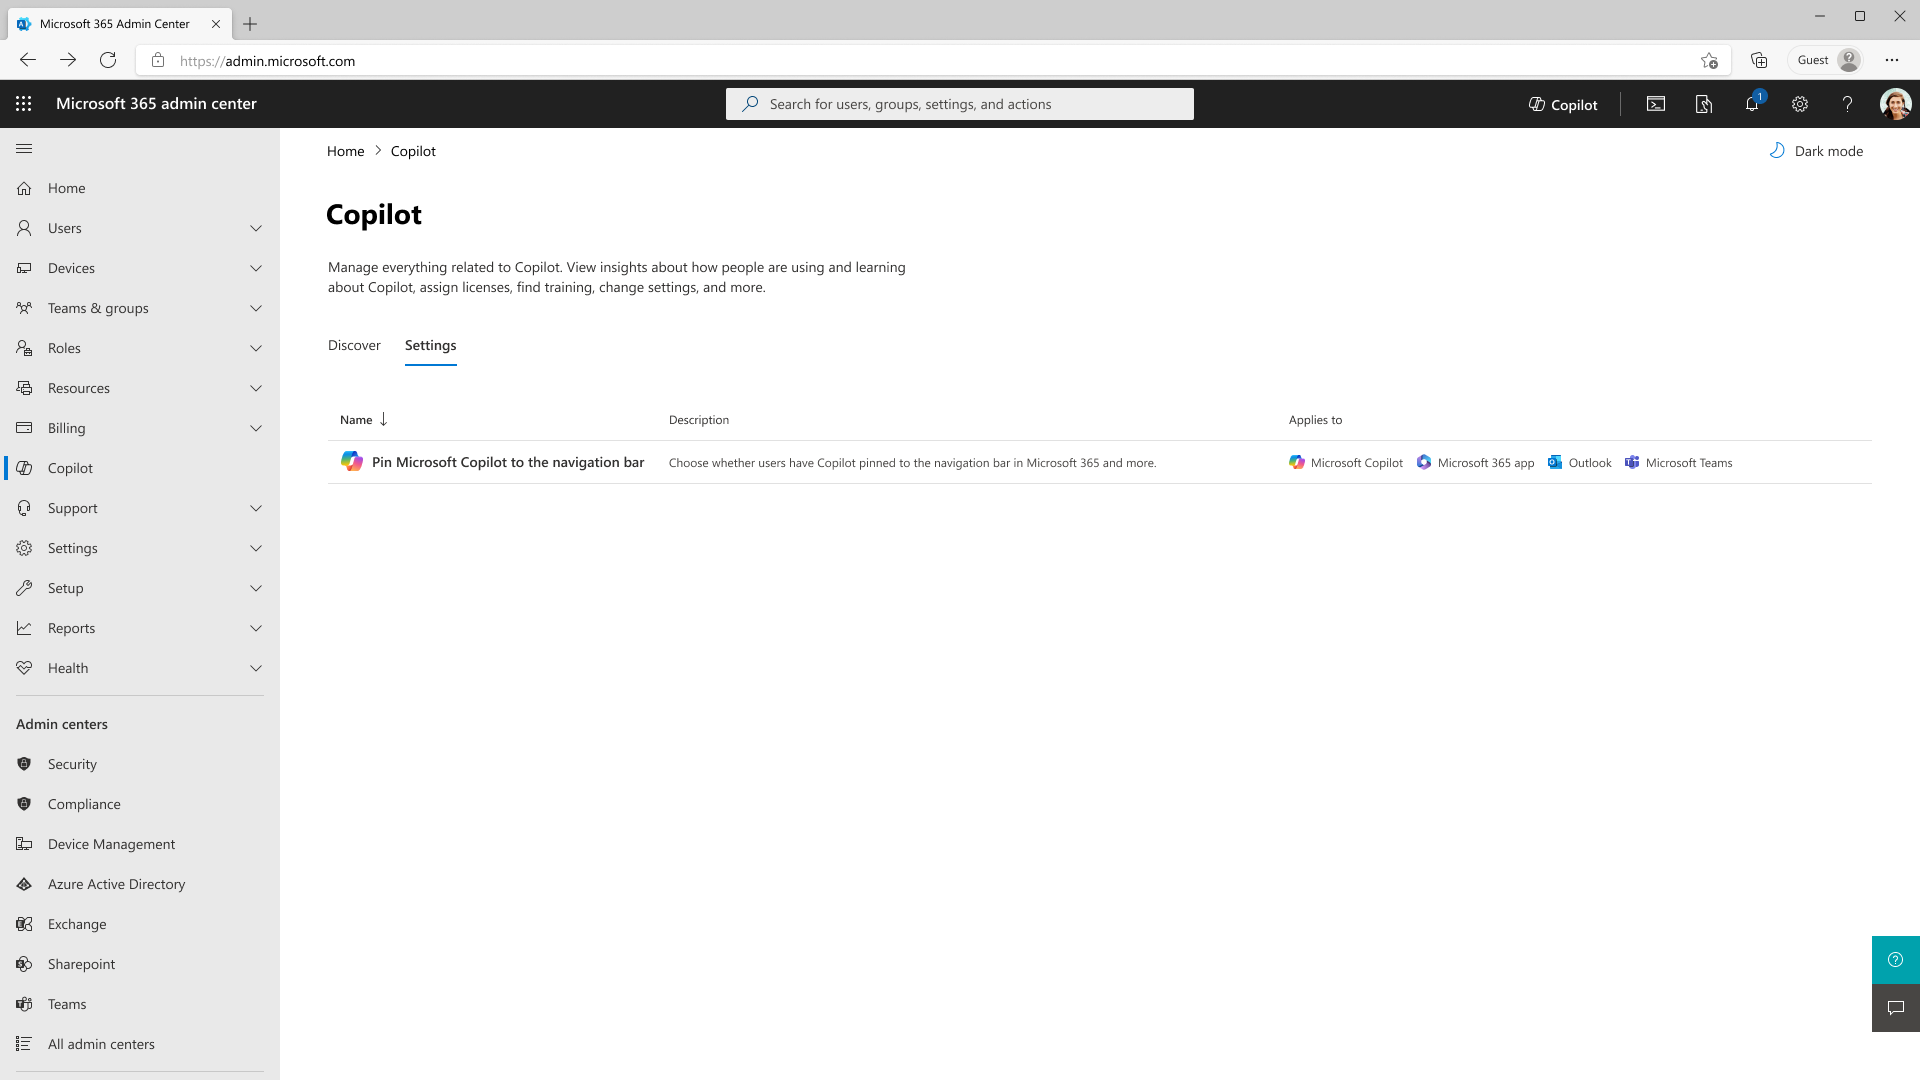 Microsoft 365 Admin Center
https://admin.microsoft.com
Guest
Microsoft 365 admin center
Search for users, groups, settings, and actions
Copilot
1
Home
Users
Devices
Teams & groups
Roles
Resources
Billing
Copilot
Support
Settings
Setup
Reports
Health
Admin centers
Security
Compliance
Device Management
Azure Active Directory
Exchange
Sharepoint
Teams
All admin centers
Home > Copilot
Dark mode
Copilot
Manage everything related to Copilot. View insights about how people are using and learning
about Copilot, assign licenses, find training, change settings, and more.
Discover Settings
Name ↓ Description Applies to
Pin Microsoft Copilot to the navigation bar Choose whether users have Copilot pinned to the navigation bar in Microsoft 365 and more. Microsoft Copilot Microsoft 365 app Outlook Microsoft Teams